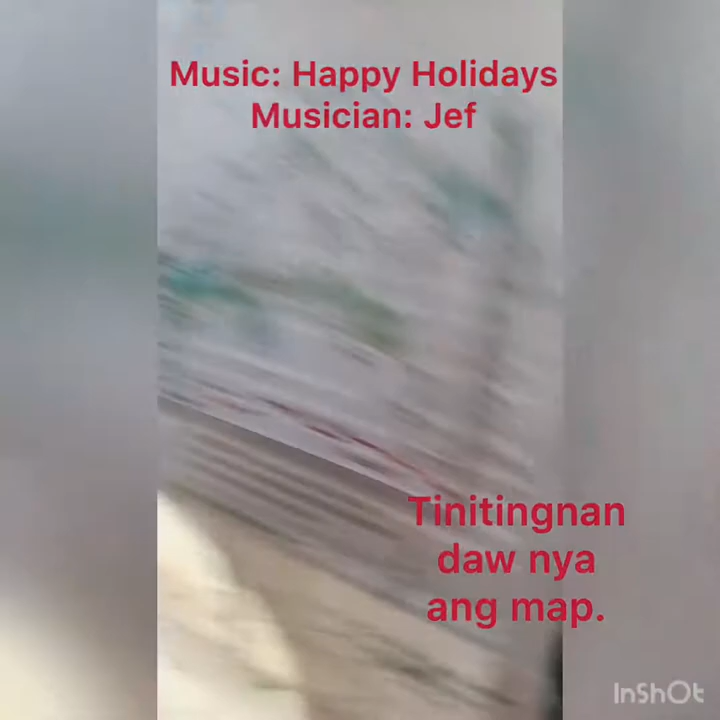 Music: Happy Holidays
Musician: Jef
Tinitingnan
daw nya
ang map.
InShOt